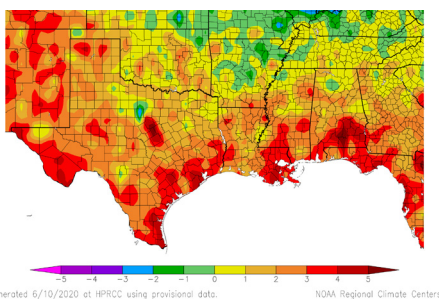 -5 -4 -3 -2 -1 0 1 2 3 4 5
nerated 6/10/2020 at HPRCC using provisional data. NOAA Regional Climate Centers